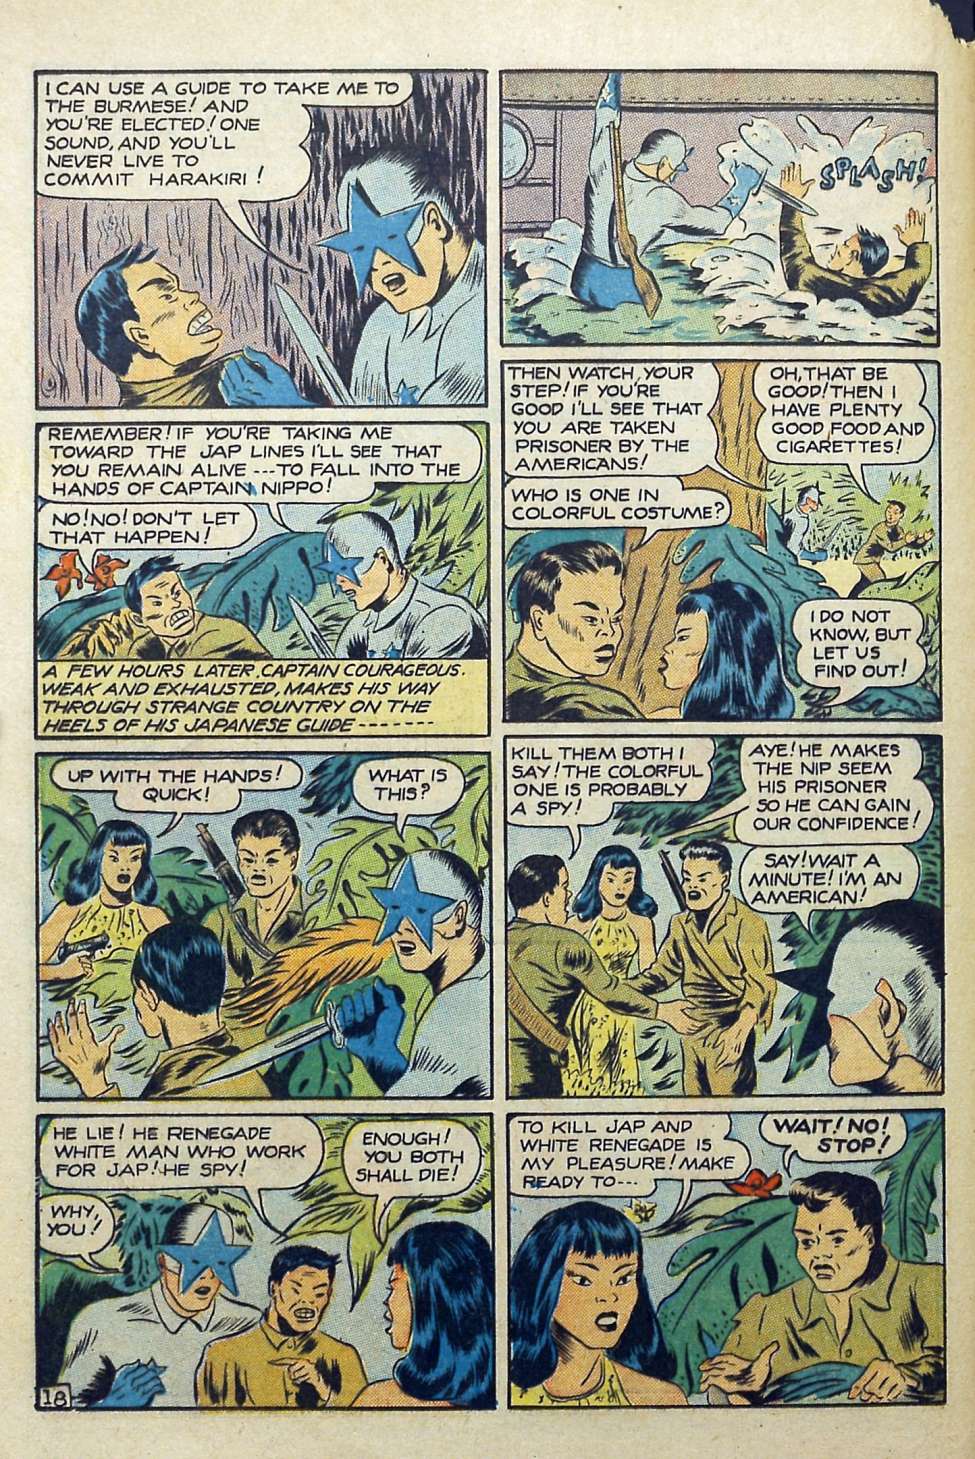 I CAN USE A GUIDE TO TAKE ME TO
THE BURMESE! AND
YOU'RE ELECTED! ONE
SOUND, AND YOU'LL
NEVER LIVE TO
COMMIT HARAKIRI!
SPLASH!
REMEMBER! IF YOU'RE TAKING ME
TOWARD THE JAP LINES I'LL SEE THAT
YOU REMAIN ALIVE ---TO FALL INTO THE
HANDS OF CAPTAIN NIPPO!
NO! NO! DON'T LET
THAT HAPPEN!
A FEW HOURS LATER, CAPTAIN COURAGEOUS.
WEAK AND EXHAUSTED, MAKES HIS WAY
THROUGH STRANGE COUNTRY ON THE
HEELS OF HIS JAPANESE GUIDE-------
THEN WATCH YOUR
STEP! IF YOU'RE
GOOD I'LL SEE THAT
YOU ARE TAKEN
PRISONER BY THE
AMERICANS!
OH, THAT BE
GOOD! THEN I
HAVE PLENTY
GOOD FOOD AND
CIGARETTES!
WHO IS ONE IN
COLORFUL COSTUME?
I DO NOT
KNOW, BUT
LET US
FIND OUT!
UP WITH THE HANDS!
QUICK!
WHAT IS
THIS?
KILL THEM BOTH I
SAY! THE COLORFUL
ONE IS PROBABLY
A SPY!
AYE! HE MAKES
THE NIP SEEM
HIS PRISONER
SO HE CAN GAIN
OUR CONFIDENCE!
SAY! WAIT A
MINUTE! I'M AN
AMERICAN!
HE LIE! HE RENEGADE
WHITE MAN WHO WORK
FOR JAP! HE SPY!
ENOUGH!
YOU BOTH
SHALL DIE!
WHY,
YOU!
18
TO KILL JAP AND
WHITE RENEGADE IS
MY PLEASURE! MAKE
READY TO---
WAIT! NO!
STOP!